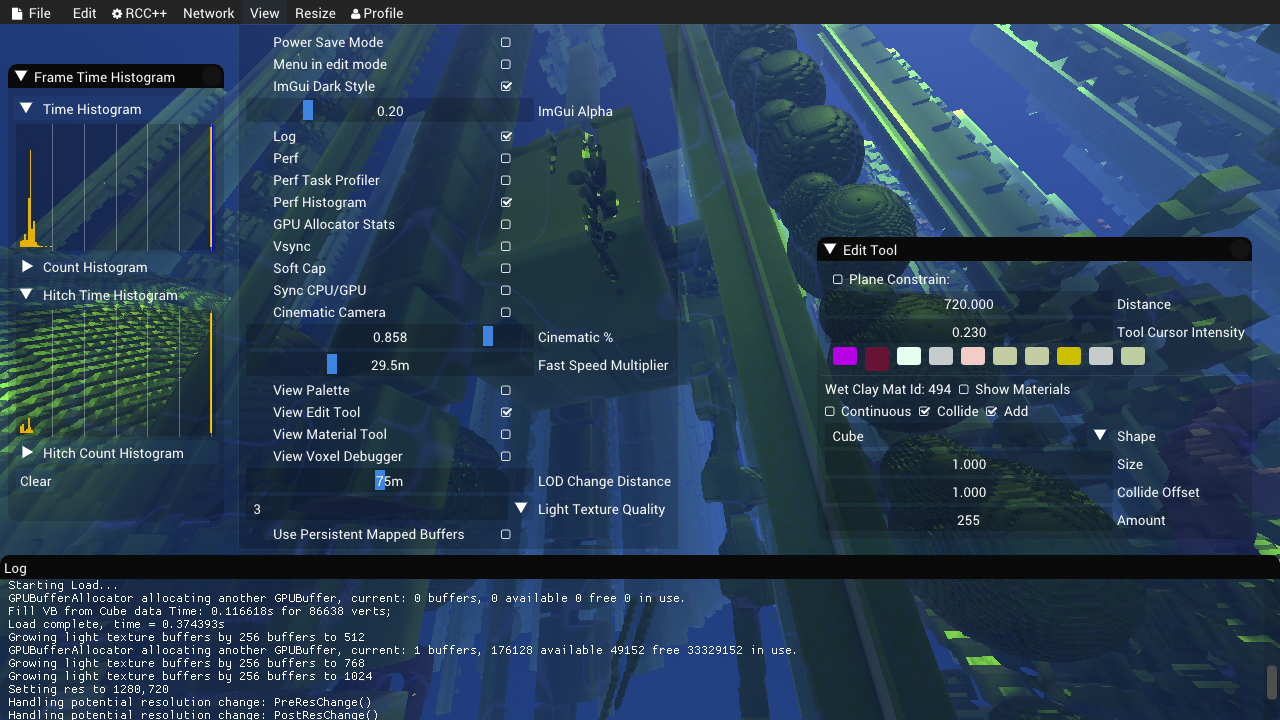 File Edit RCC++ Network View Resize Profile
Frame Time Histogram
Time Histogram
Count Histogram
Hitch Time Histogram
Hitch Count Histogram
Clear
Power Save Mode
Menu in edit mode
ImGui Dark Style
0.20 ImGui Alpha
Log
Perf
Perf Task Profiler
Perf Histogram
GPU Allocator Stats
Vsync
Soft Cap
Sync CPU/GPU
Cinematic Camera
0.858 Cinematic %
29.5m Fast Speed Multiplier
View Palette
View Edit Tool
View Material Tool
View Voxel Debugger
75m LOD Change Distance
3 Light Texture Quality
Use Persistent Mapped Buffers
Edit Tool
Plane Constrain:
720.000 Distance
0.230 Tool Cursor Intensity
Wet Clay Mat Id: 494 Show Materials
Continuous Collide Add
Cube Shape
1.000 Size
1.000 Collide Offset
255 Amount
Log
Starting Load...
GPUBufferAllocator allocating another GPUBuffer, current: 0 buffers, 0 available 0 free 0 in use.
Fill VB from Cube data Time: 0.116618s for 86638 verts;
Load complete, time = 0.374393s
Growing light texture buffers by 256 buffers to 512
GPUBufferAllocator allocating another GPUBuffer, current: 1 buffers, 176128 available 49152 free 33329152 in use.
Growing light texture buffers by 256 buffers to 768
Growing light texture buffers by 256 buffers to 1024
Setting res to 1280,720
Handling potential resolution change: PreResChange()
Handling potential resolution change: PostResChange()